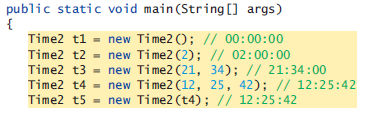 public static void main(String[] args)
{
Time2 t1 = new Time2(); // 00:00:00
Time2 t2 = new Time2(2); // 02:00:00
Time2 t3 = new Time2(21, 34); // 21:34:00
Time2 t4 = new Time2(12, 25, 42); // 12:25:42
Time2 t5 = new Time2(t4); // 12:25:42